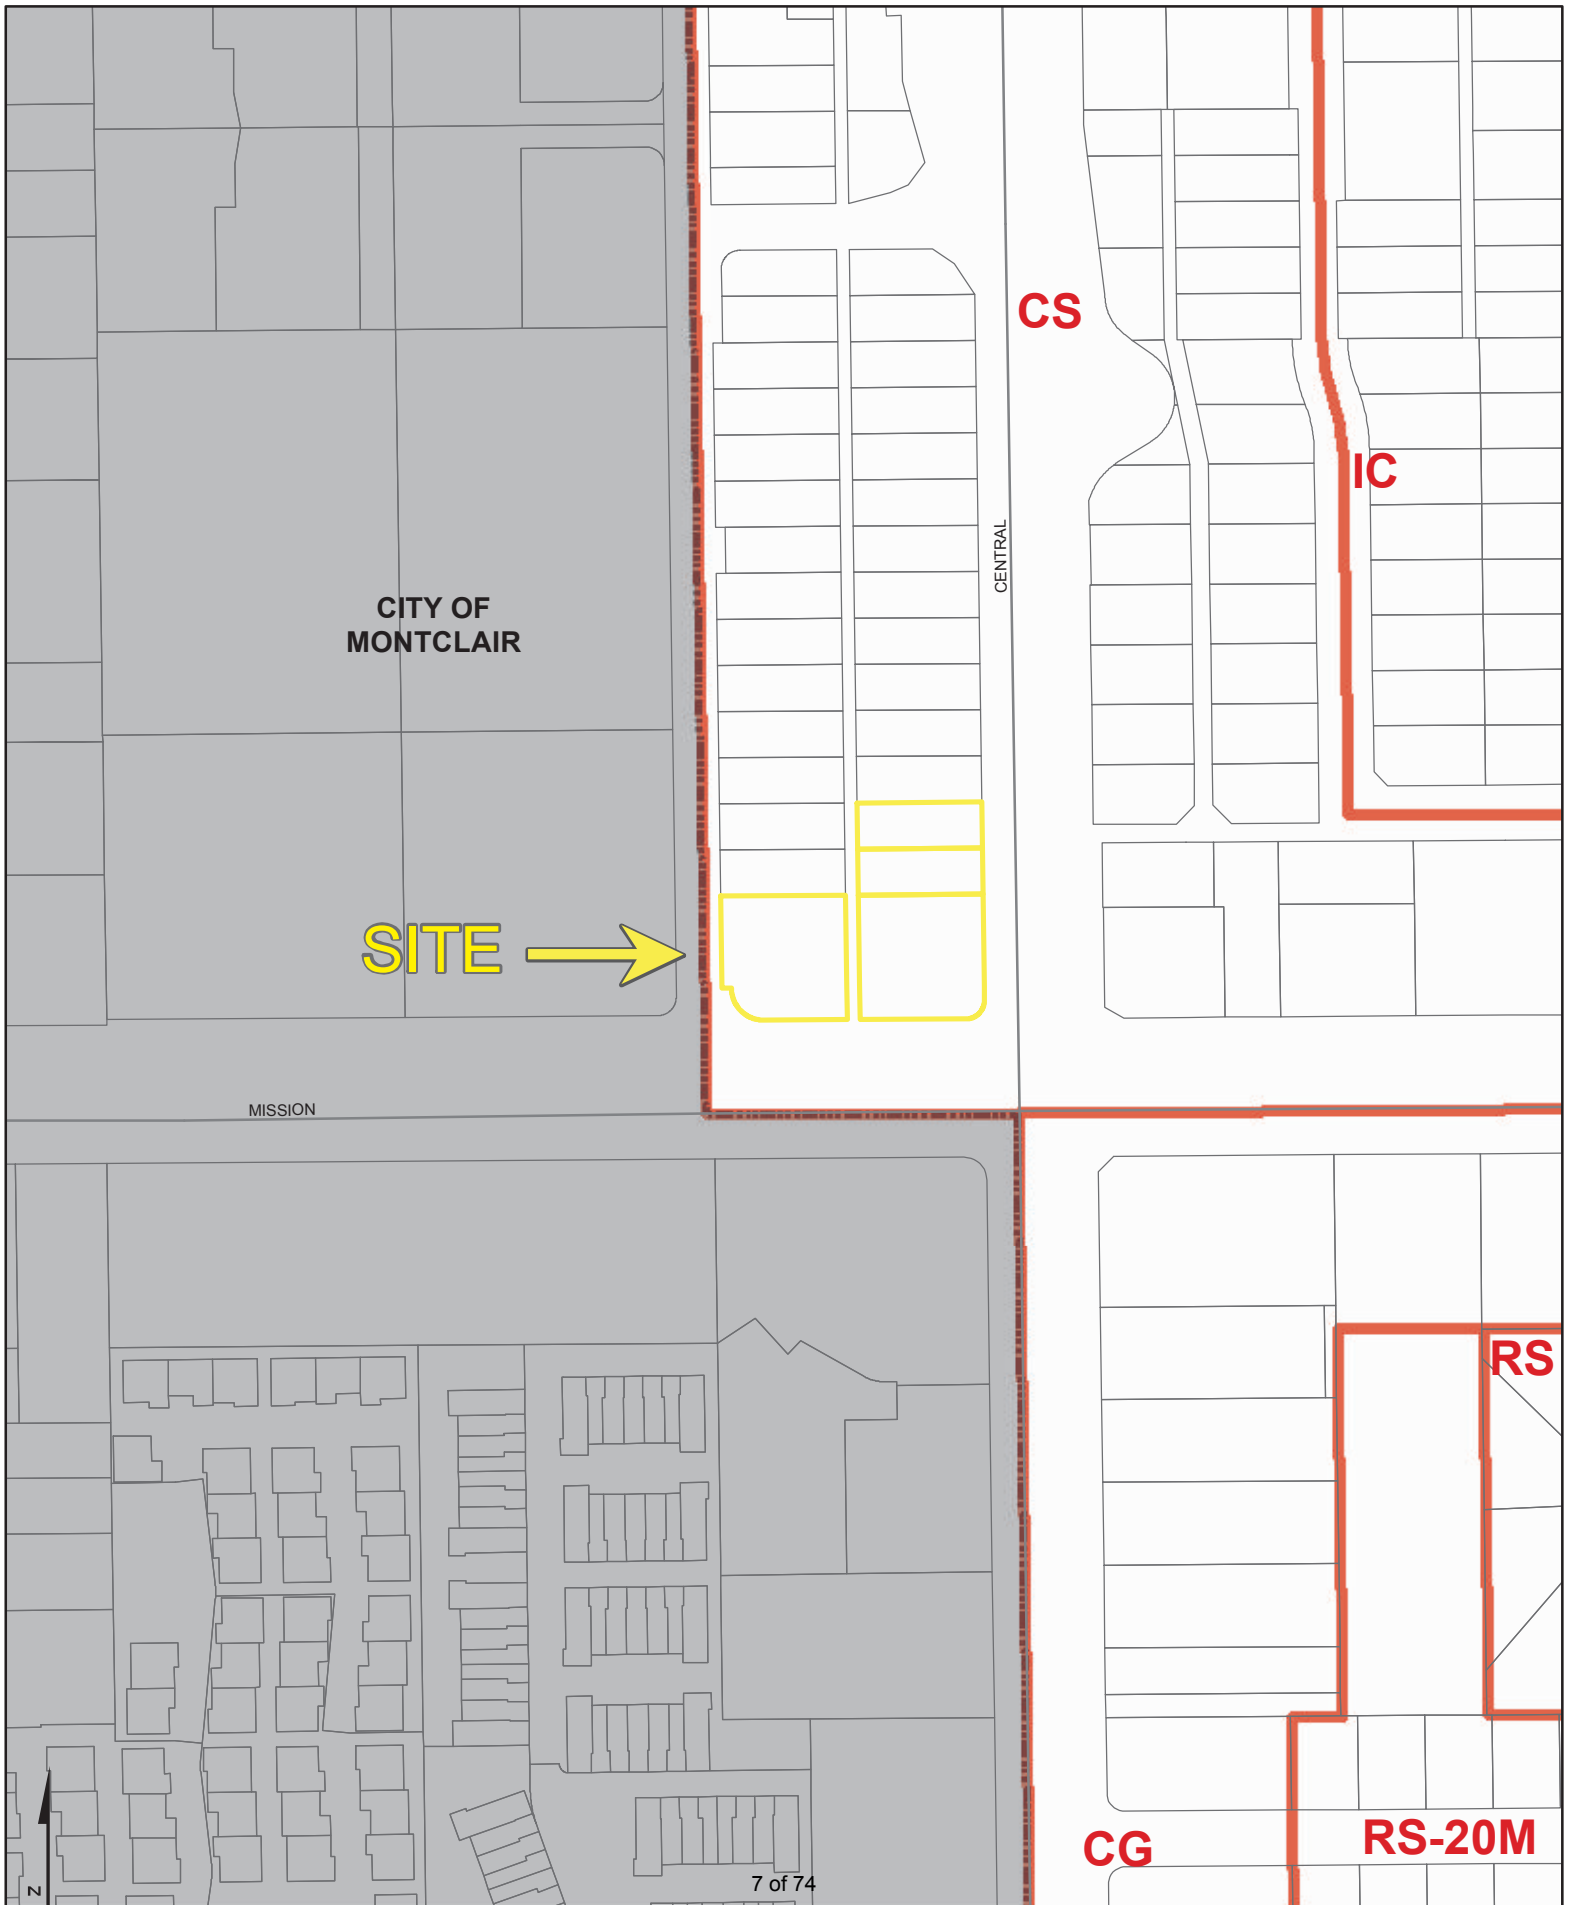 CS
IC
CENTRAL
CITY OF
MONTCLAIR
SITE
MISSION
RS
CG
RS-20M
7 of 74
N